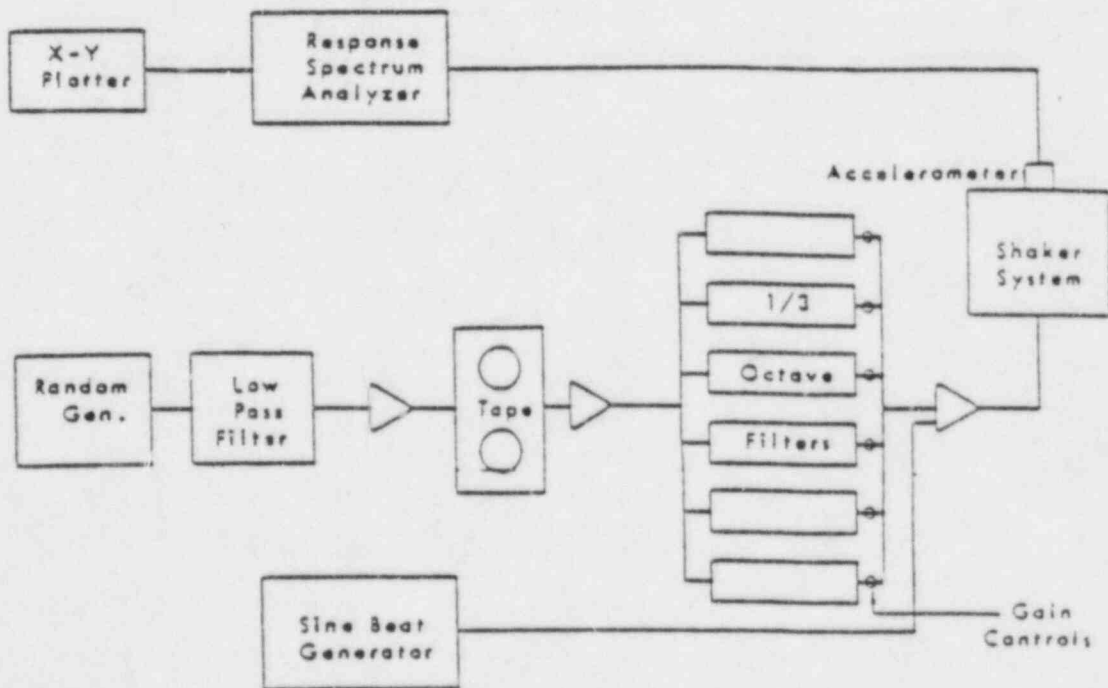 X-Y
Plotter
Response
Spectrum
Analyzer
Accelerometer
Shaker
System
1/3
Octave
Filters
Random
Gen.
Low
Pass
Filter
Tape
Sine Beat
Generator
Gain
Controls